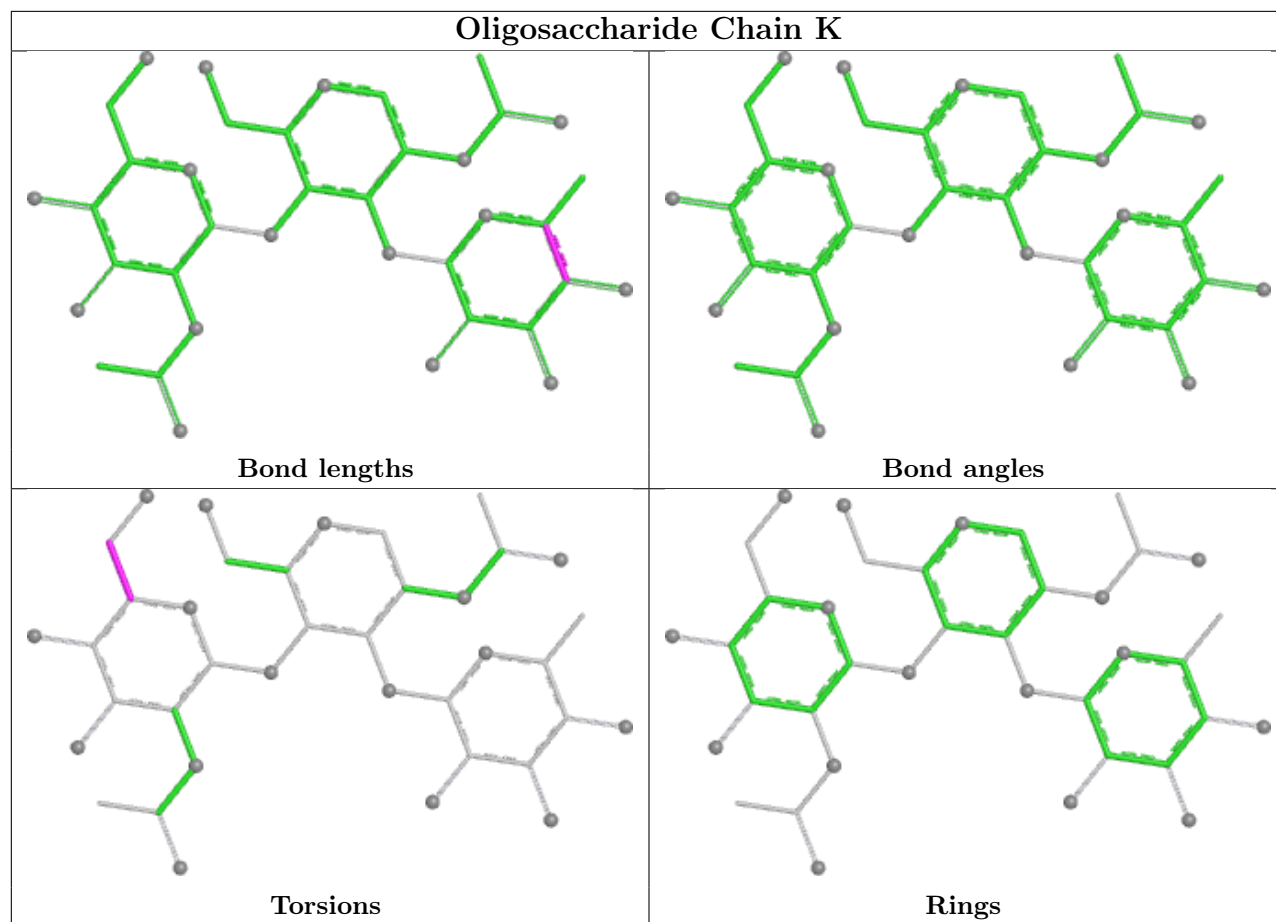 Oligosaccharide Chain K
Bond lengths
Bond angles
Torsions
Rings